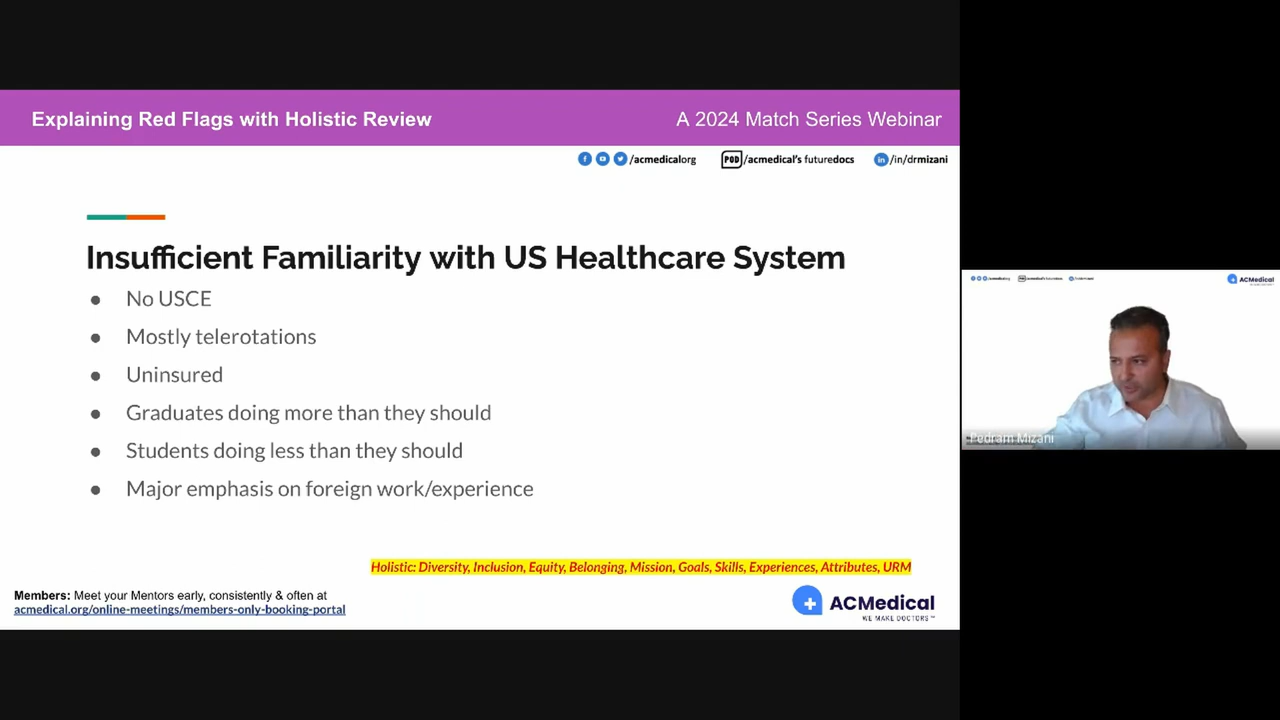 Explaining Red Flags with Holistic Review
A 2024 Match Series Webinar
/acmedicalorg
POD /acmedical's futuredocs
in /in/drmizani
Insufficient Familiarity with US Healthcare System
● No USCE
● Mostly telerotations
● Uninsured
● Graduates doing more than they should
● Students doing less than they should
● Major emphasis on foreign work/experience
Holistic: Diversity, Inclusion, Equity, Belonging, Mission, Goals, Skills, Experiences, Attributes, URM
Members: Meet your Mentors early, consistently & often at
acmedical.org/online-meetings/members-only-booking-portal
ACMedical
WE MAKE DOCTORS™
ACMedical
Pedram Mizani